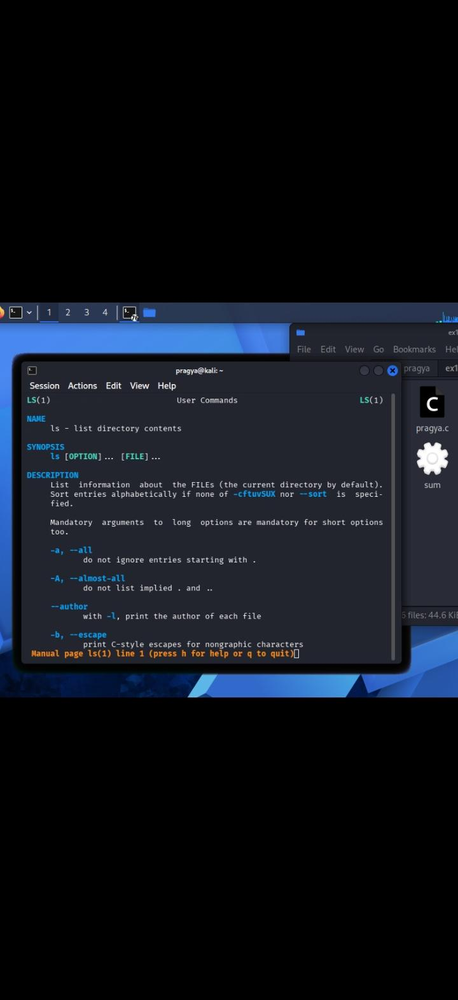 1 2 3 4
ex1
File Edit View Go Bookmarks Hel
pragya ex1
pragya.c
sum
6 files: 44.6 KiB
pragya@kali: ~
Session Actions Edit View Help
LS(1) User Commands LS(1)
NAME
ls - list directory contents
SYNOPSIS
ls [OPTION]... [FILE]...
DESCRIPTION
List information about the FILEs (the current directory by default).
Sort entries alphabetically if none of -cftuvSUX nor --sort is speci-
fied.
Mandatory arguments to long options are mandatory for short options
too.
-a, --all
do not ignore entries starting with .
-A, --almost-all
do not list implied . and ..
--author
with -l, print the author of each file
-b, --escape
print C-style escapes for nongraphic characters
Manual page ls(1) line 1 (press h for help or q to quit)